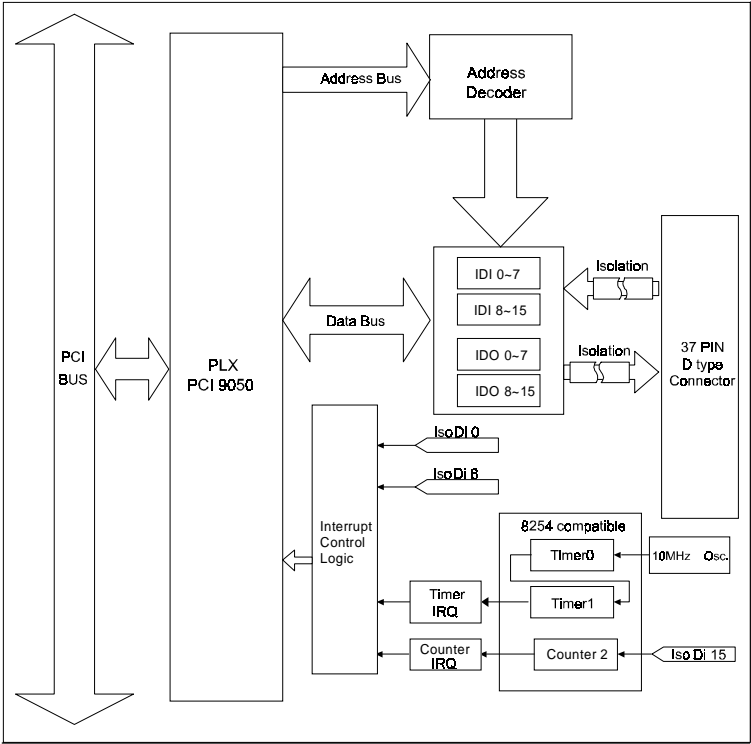 Address Bus
Address
Decoder
PCI
BUS
PLX
PCI 9050
Data Bus
IDI 0~7
IDI 8~15
IDO 0~7
IDO 8~15
Isolation
Isolation
37 PIN
D type
Connector
IsoDI 0
IsoDi 8
Interrupt
Control
Logic
8254 compatible
TImer0
10MHz Osc.
Timer
IRQ
Timer1
Counter
IRQ
Counter 2
Iso Di 15